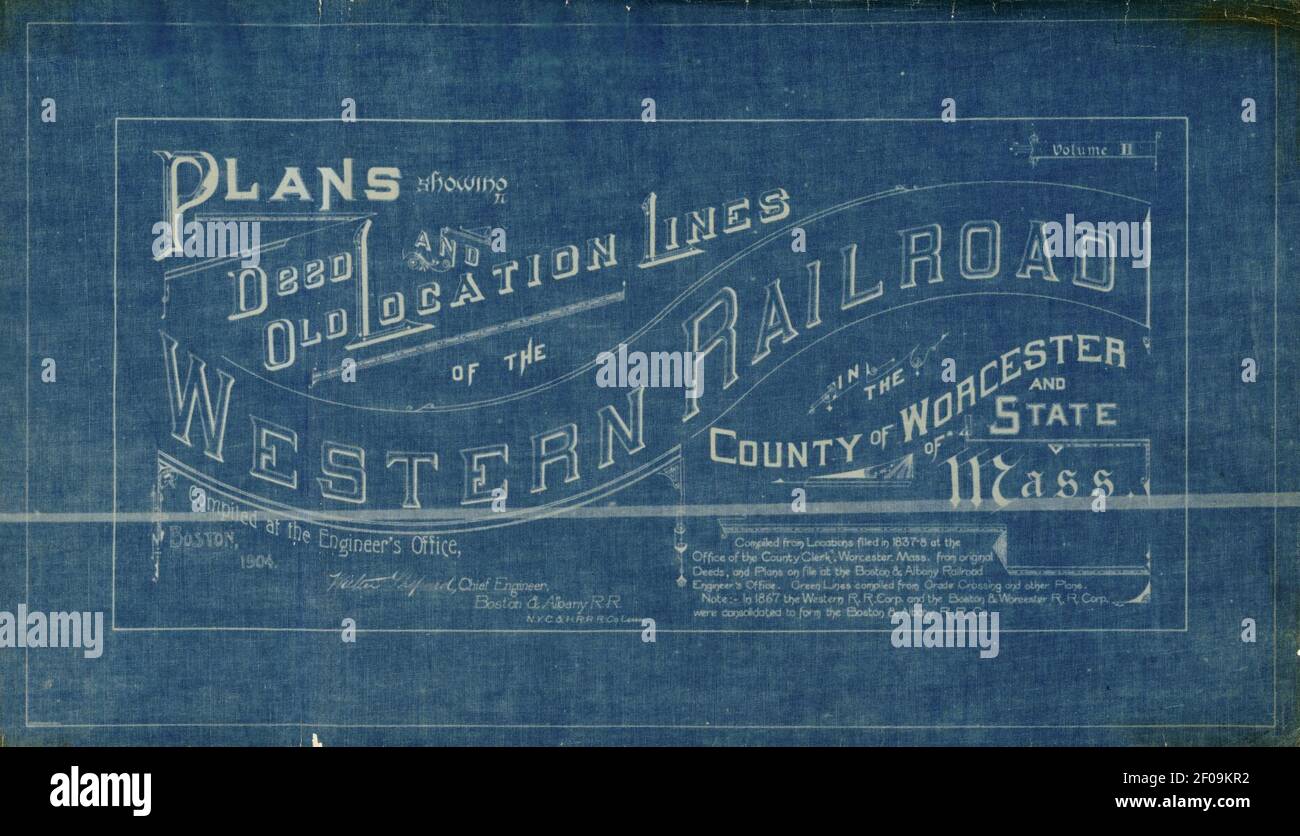 Volume II
PLANS showing
DEED AND
OLD LOCATION LINES
OF THE
WESTERN RAILROAD
IN THE
COUNTY OF WORCESTER
AND
OF STATE
Mass.
Compiled at the Engineer's Office,
BOSTON,
1904.
Chief Engineer,
Boston & Albany R.R.
N.Y.C. & H.R.R.R. Co.
Compiled from Locations filed in 1837-8 at the
Office of the County Clerk, Worcester, Mass. from original
Deeds, and Plans on file at the Boston & Albany Railroad
Engineer's Office. Green Lines compiled from Grade Crossing and other Plans.
Note:- In 1867 the Western R.R. Corp. and the Boston & Worcester R.R. Corp.
were consolidated to form the Boston & Albany R.R. Co.
a
alamy
alamy
alamy
alamy
alamy
Image ID: 2F09KR2
www.alamy.com